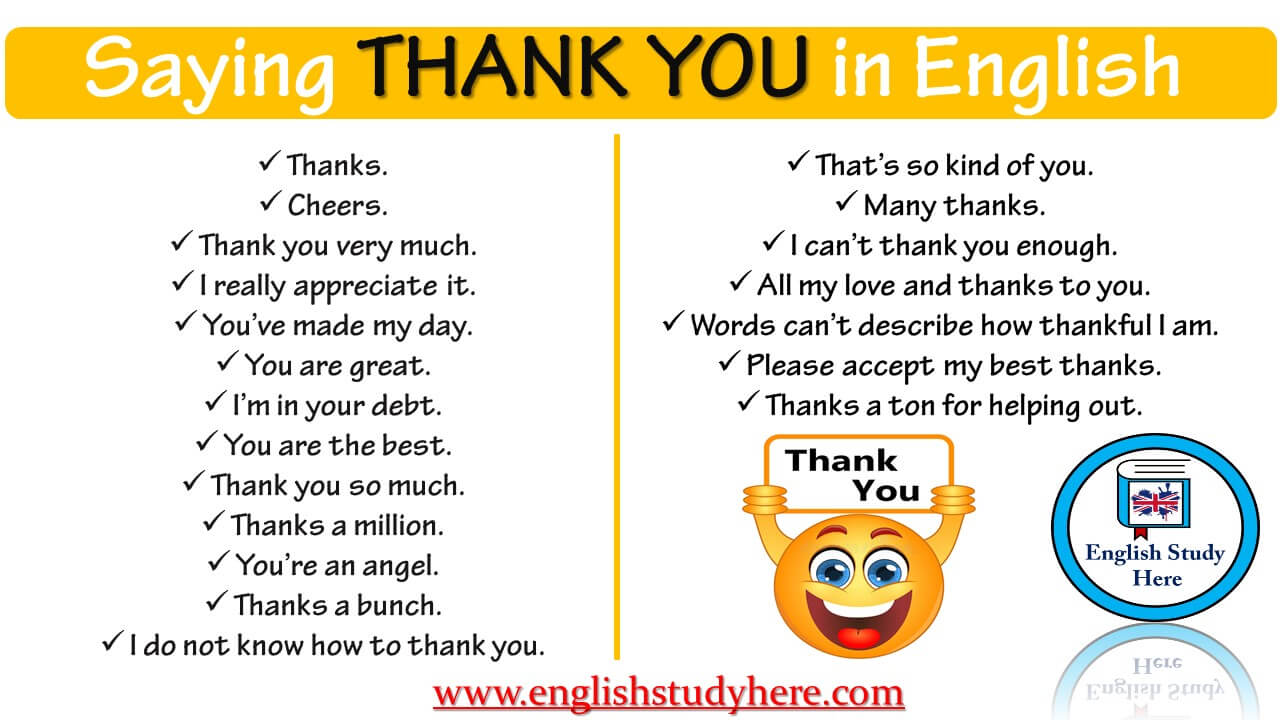 Saying THANK YOU in English
✓ Thanks.
✓ Cheers.
✓ Thank you very much.
✓ I really appreciate it.
✓ You've made my day.
✓ You are great.
✓ I'm in your debt.
✓ You are the best.
✓ Thank you so much.
✓ Thanks a million.
✓ You're an angel.
✓ Thanks a bunch.
✓ I do not know how to thank you.
✓ That's so kind of you.
✓ Many thanks.
✓ I can't thank you enough.
✓ All my love and thanks to you.
✓ Words can't describe how thankful I am.
✓ Please accept my best thanks.
✓ Thanks a ton for helping out.
Thank
You
English Study
Here
www.englishstudyhere.com